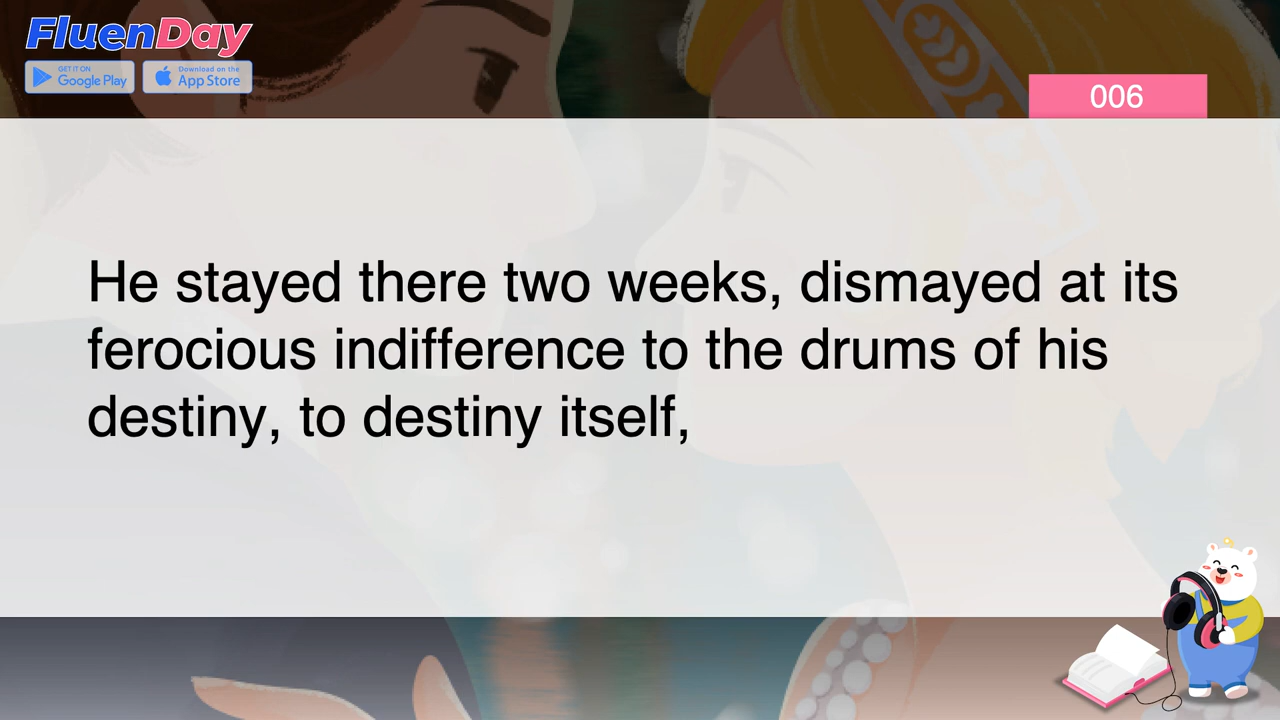 FluenDay
GET IT ON
Google Play
Download on the
App Store
006
He stayed there two weeks, dismayed at its
ferocious indifference to the drums of his
destiny, to destiny itself,